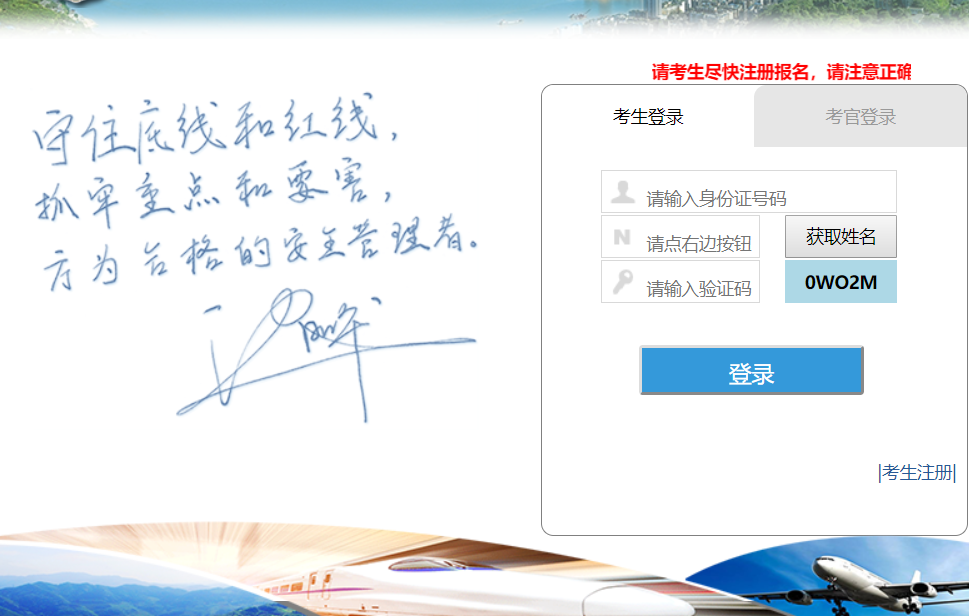 请考生尽快注册报名，请注意正确
守住底线和红线，
抓牢重点和要害，
方为合格的安全管理者。
考生登录
考官登录
请输入身份证号码
N
请点右边按钮
获取姓名
请输入验证码
0WO2M
登录
|考生注册|